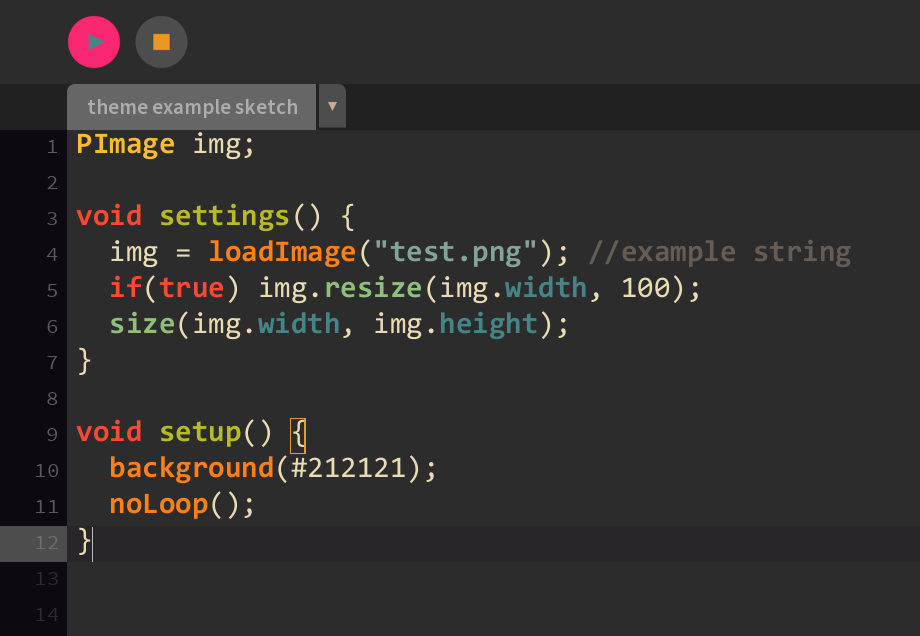 theme example sketch
1 PImage img;
2
3 void settings() {
4   img = loadImage("test.png"); //example string
5   if(true) img.resize(img.width, 100);
6   size(img.width, img.height);
7 }
8
9 void setup() {
10   background(#212121);
11   noLoop();
12 }
13
14